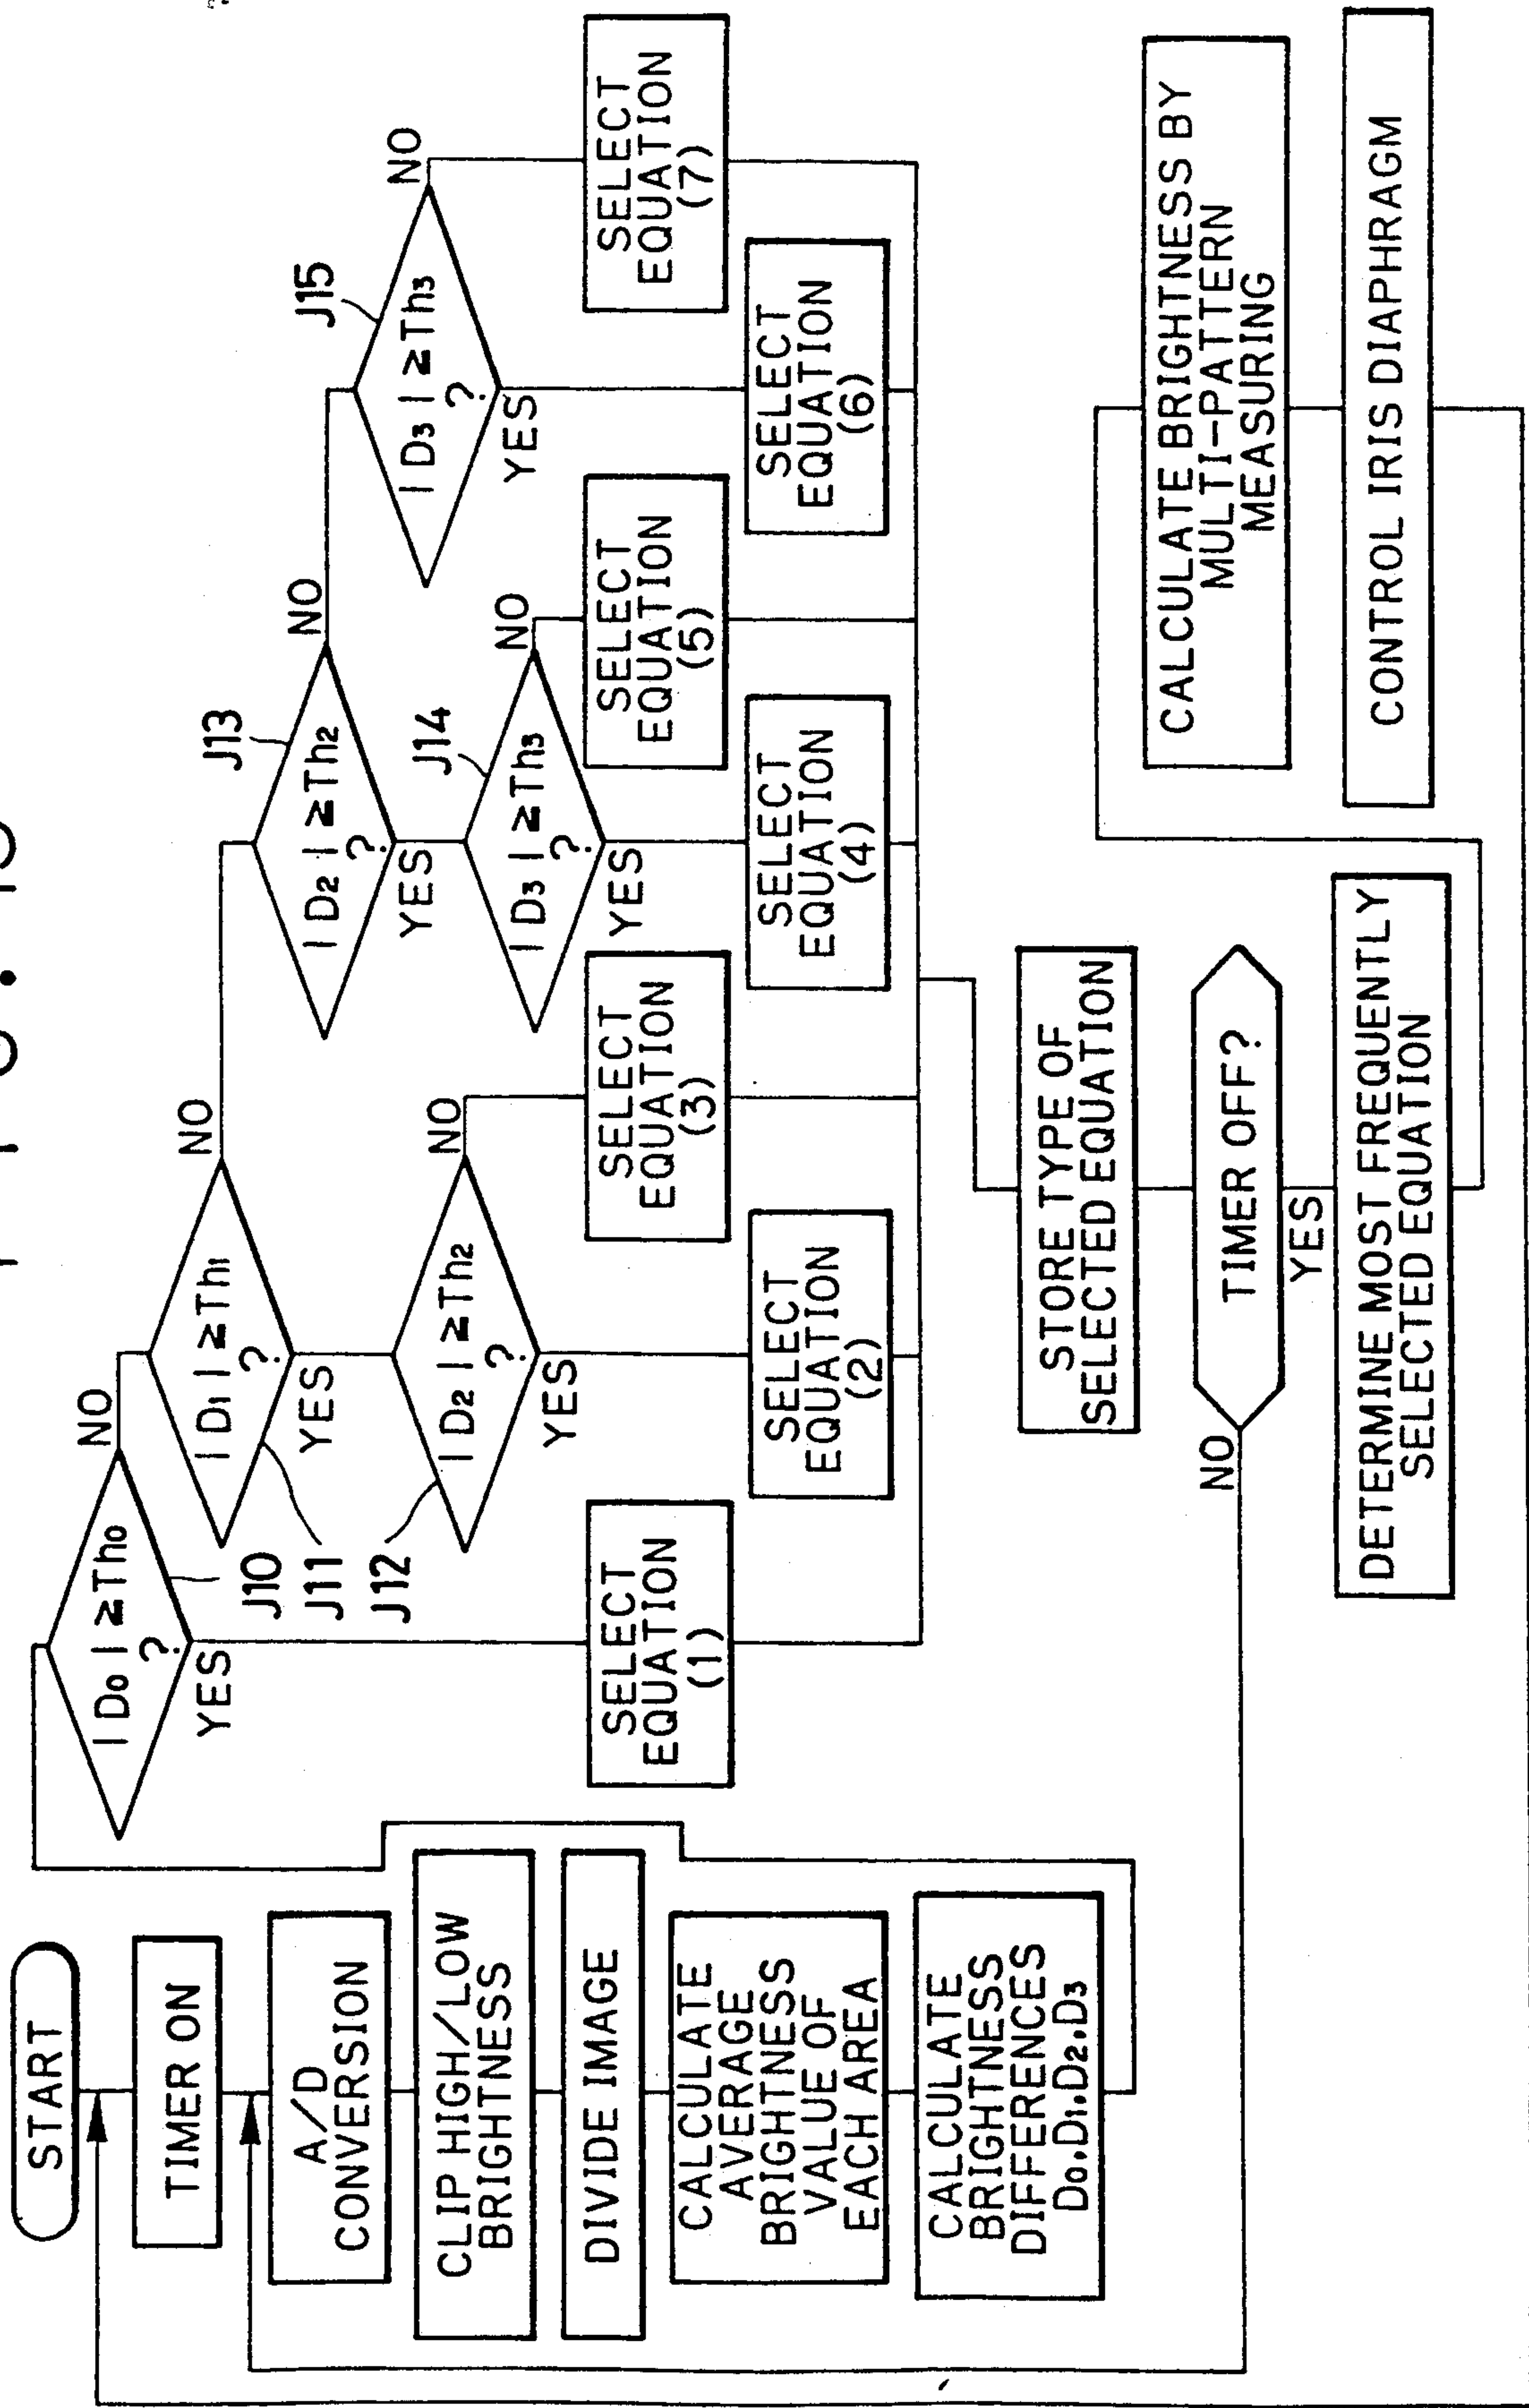 START
TIMER ON
A/D
CONVERSION
CLIP HIGH/LOW
BRIGHTNESS
DIVIDE IMAGE
CALCULATE
AVERAGE
BRIGHTNESS
VALUE OF
EACH AREA
CALCULATE
BRIGHTNESS
DIFFERENCES
D₀.D₁.D₂.D₃
|D₀|≥Th₀
?
YES
NO
J10
J11
J12
|D₁|≥Th₁
?
YES
NO
|D₂|≥Th₂
?
YES
NO
J13
|D₂|≥Th₂
?
YES
NO
J14
|D₃|≥Th₃
?
YES
NO
J15
|D₃|≥Th₃
?
YES
NO
SELECT
EQUATION
(1)
SELECT
EQUATION
(2)
SELECT
EQUATION
(3)
SELECT
EQUATION
(4)
SELECT
EQUATION
(5)
SELECT
EQUATION
(6)
SELECT
EQUATION
(7)
STORE TYPE OF
SELECTED EQUATION
TIMER OFF?
NO
YES
DETERMINE MOST FREQUENTLY
SELECTED EQUATION
CALCULATE BRIGHTNESS BY
MULTI-PATTERN
MEASURING
CONTROL IRIS DIAPHRAGM